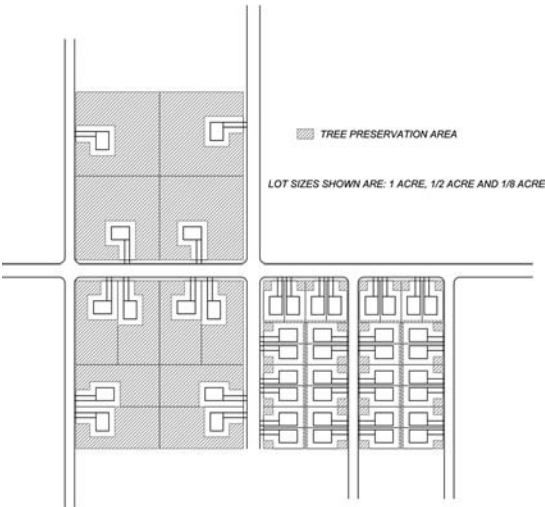 TREE PRESERVATION AREA
LOT SIZES SHOWN ARE: 1 ACRE, 1/2 ACRE AND 1/8 ACRE